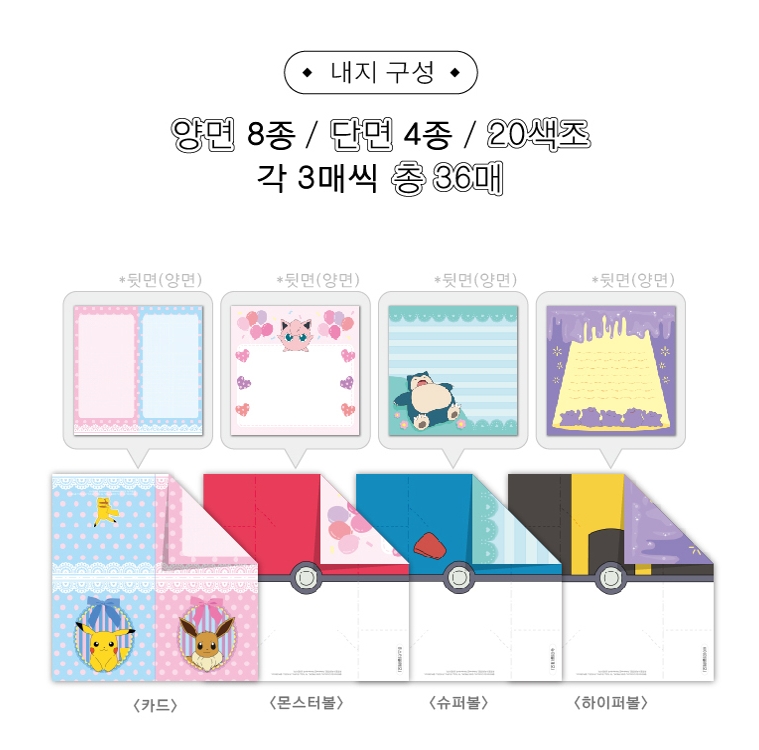 내지 구성
양면 8종 / 단면 4종 / 20색조
각 3매씩 총 36매
*뒷면(양면) *뒷면(양면) *뒷면(양면) *뒷면(양면)
<카드> <몬스터볼> <슈퍼볼> <하이퍼볼>